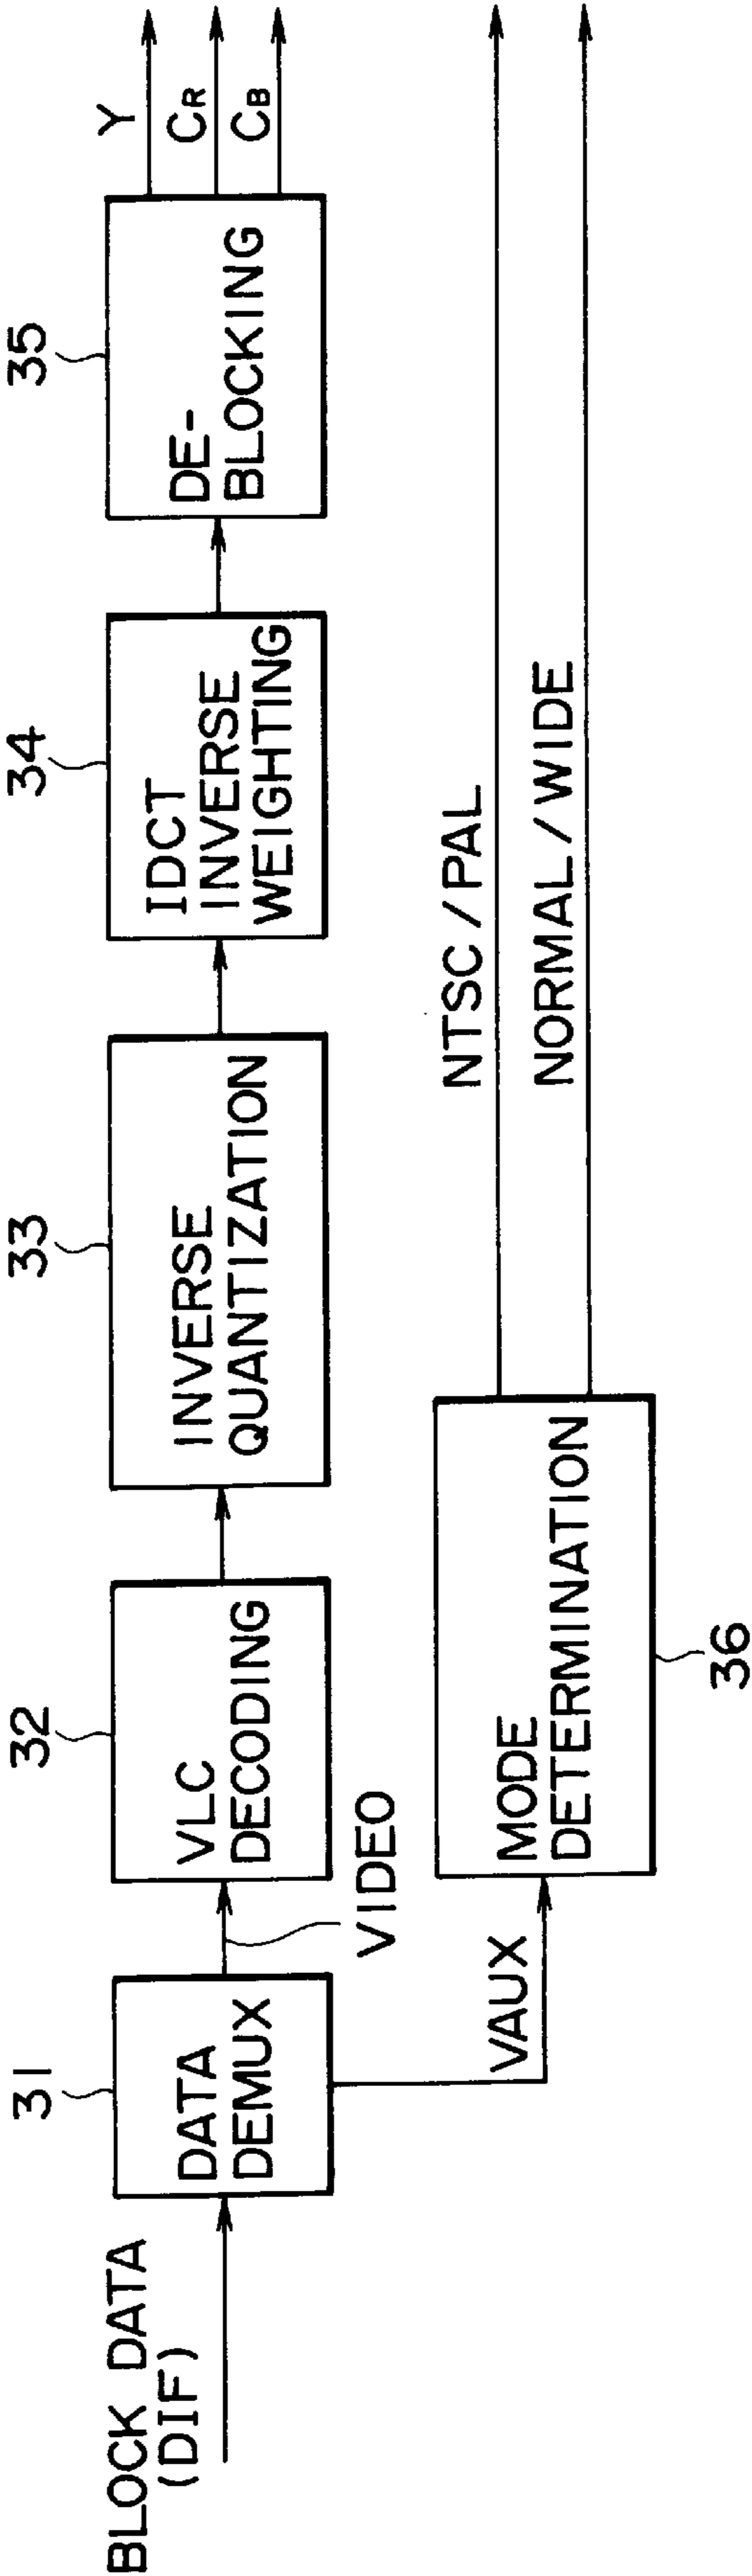 BLOCK DATA
(DIF)
31
DATA
DEMUX
VIDEO
VAUX
32
VLC
DECODING
33
INVERSE
QUANTIZATION
34
IDCT
INVERSE
WEIGHTING
35
DE-
BLOCKING
Y
CR
CB
MODE
DETERMINATION
36
NTSC/PAL
NORMAL/WIDE